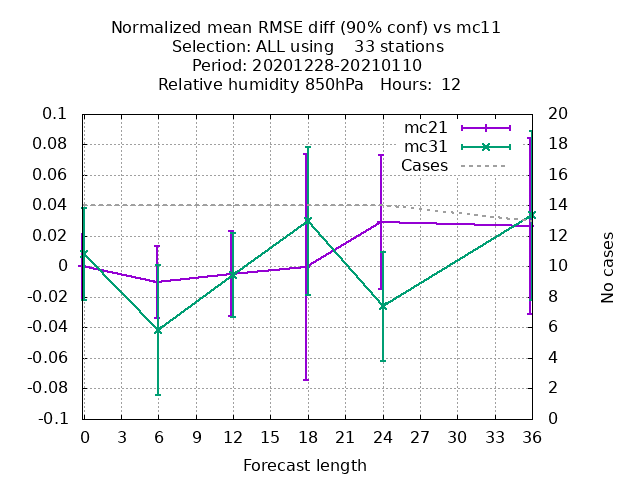 Normalized mean RMSE diff (90% conf) vs mc11
Selection: ALL using    33 stations
Period: 20201228-20210110
Relative humidity 850hPa   Hours:  12
0.1
0.08
0.06
0.04
0.02
0
-0.02
-0.04
-0.06
-0.08
-0.1
20
18
16
14
12
10
8
6
4
2
0
mc21
mc31
Cases
No cases
0 3 6 9 12 15 18 21 24 27 30 33 36
Forecast length